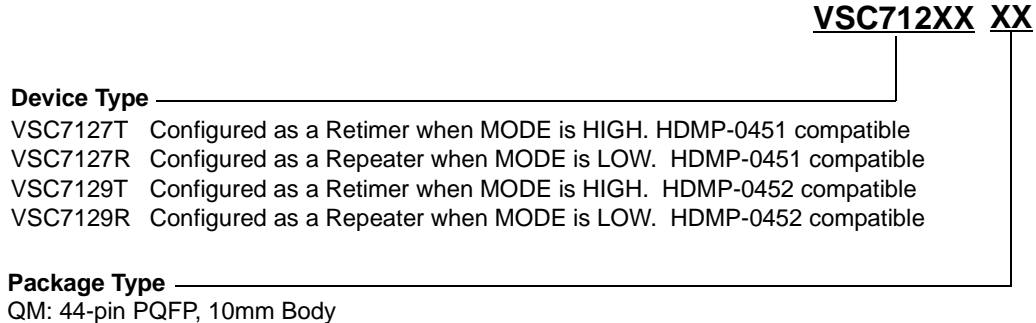 VSC712XX XX
Device Type
VSC7127T Configured as a Retimer when MODE is HIGH. HDMP-0451 compatible
VSC7127R Configured as a Repeater when MODE is LOW. HDMP-0451 compatible
VSC7129T Configured as a Retimer when MODE is HIGH. HDMP-0452 compatible
VSC7129R Configured as a Repeater when MODE is LOW. HDMP-0452 compatible
Package Type
QM: 44-pin PQFP, 10mm Body